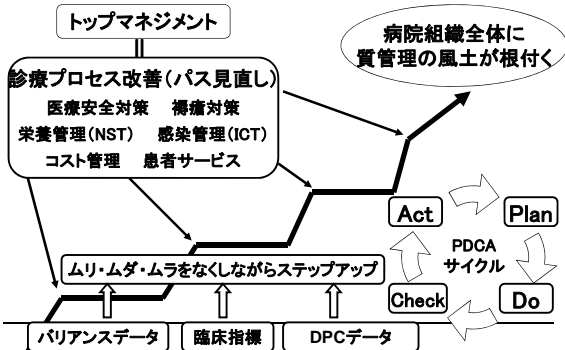 トップマネジメント
病院組織全体に
質管理の風土が根付く
診療プロセス改善(パス見直し)
医療安全対策 褥瘡対策
栄養管理(NST) 感染管理(ICT)
コスト管理 患者サービス
Act
Plan
PDCA
サイクル
Check
Do
ムリ・ムダ・ムラをなくしながらステップアップ
バリアンスデータ
臨床指標
DPCデータ